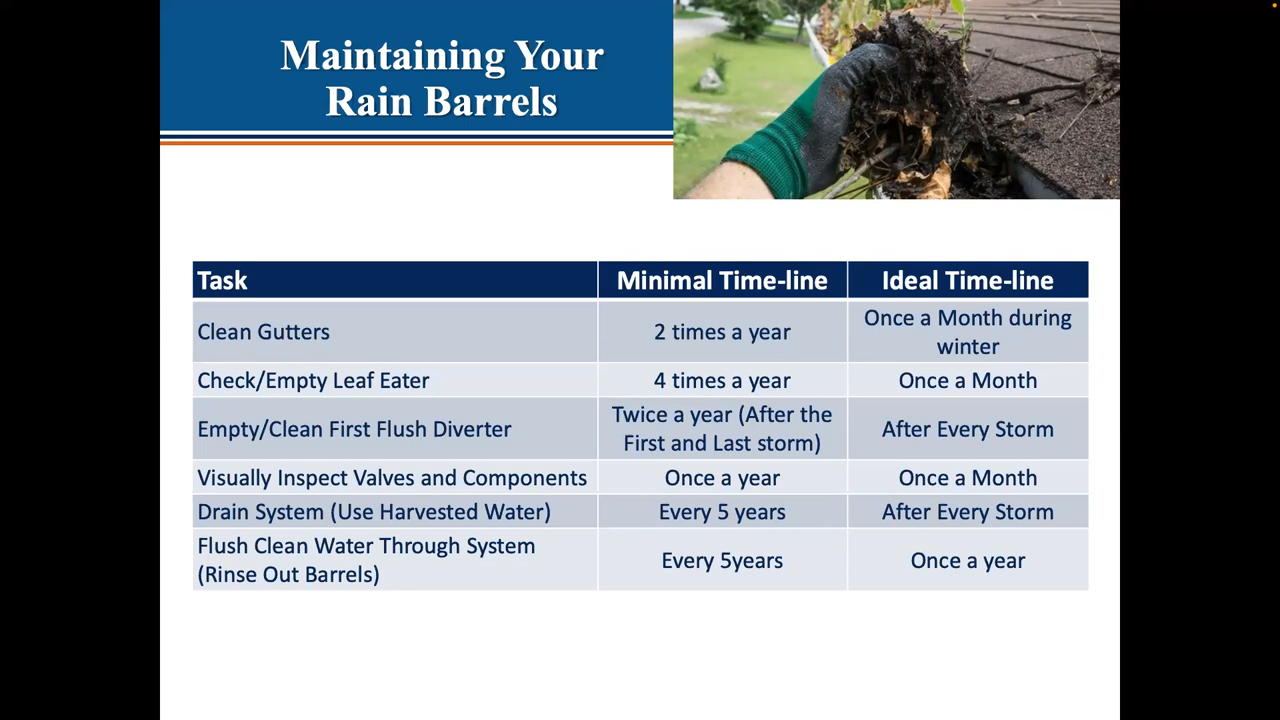 Maintaining Your
Rain Barrels
Task Minimal Time-line Ideal Time-line
Clean Gutters 2 times a year Once a Month during
winter
Check/Empty Leaf Eater 4 times a year Once a Month
Empty/Clean First Flush Diverter Twice a year (After the
First and Last storm) After Every Storm
Visually Inspect Valves and Components Once a year Once a Month
Drain System (Use Harvested Water) Every 5 years After Every Storm
Flush Clean Water Through System
(Rinse Out Barrels) Every 5years Once a year